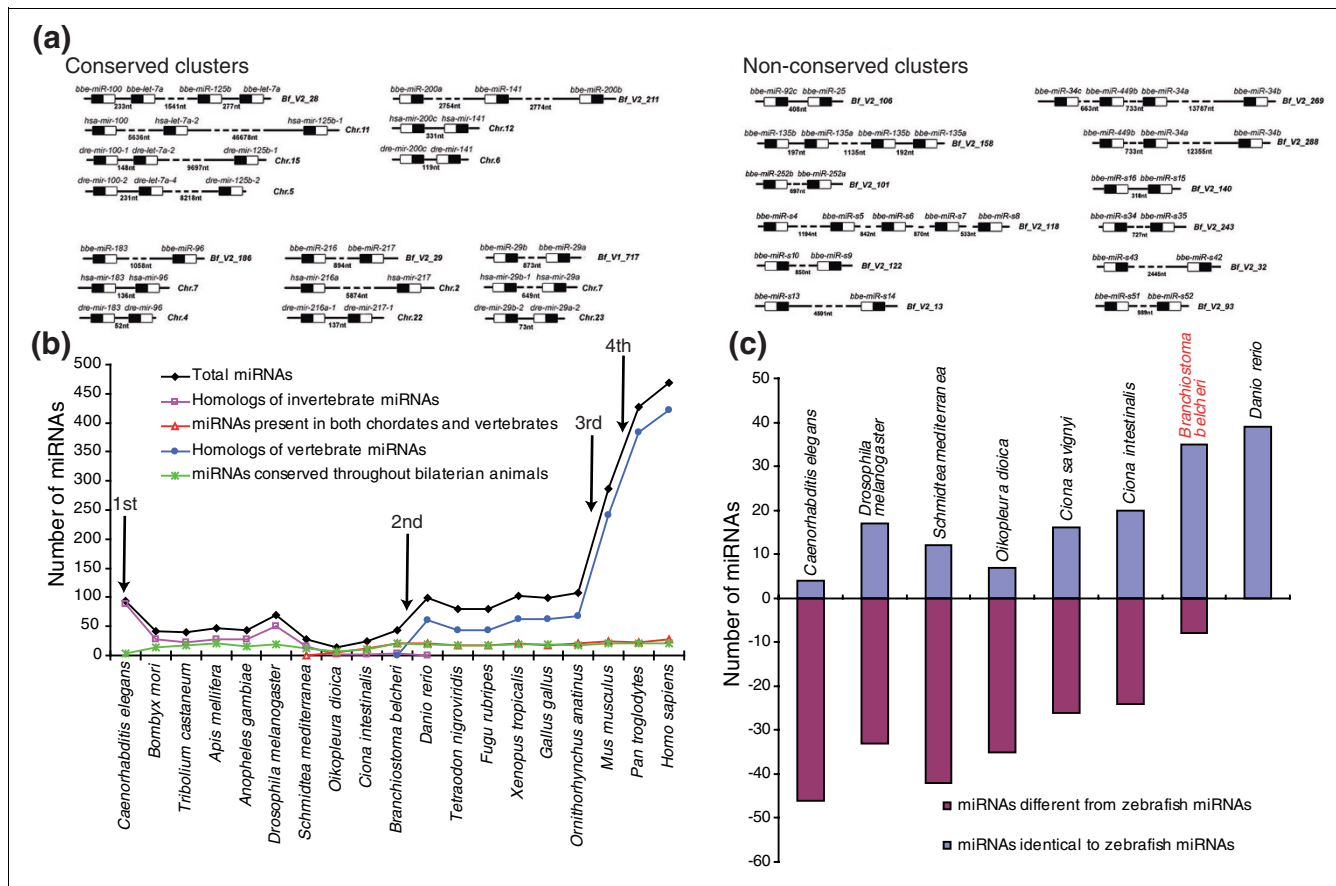 (a)
Conserved clusters
bbe-miR-100 bbe-let-7a bbe-miR-125b bbe-let-7a
233nt 1541nt 277nt Bf_V2_28
hsa-mir-100 hsa-let-7a-2 hsa-mir-125b-1
5636nt 46678nt Chr.11
dre-mir-100-1 dre-let-7a-2 dre-mir-125b-1
148nt 9697nt Chr.15
dre-mir-100-2 dre-let-7a-4 dre-mir-125b-2
231nt 8218nt Chr.5
bbe-miR-200a bbe-miR-141 bbe-miR-200b
2754nt 2774nt Bf_V2_211
hsa-mir-200c hsa-mir-141
331nt Chr.12
dre-mir-200c dre-mir-141
119nt Chr.6
bbe-miR-183 bbe-miR-96
1058nt Bf_V2_186
hsa-mir-183 hsa-mir-96
136nt Chr.7
dre-mir-183 dre-mir-96
52nt Chr.4
bbe-miR-216 bbe-miR-217
894nt Bf_V2_29
hsa-mir-216a hsa-mir-217
5874nt Chr.2
dre-mir-216a-1 dre-mir-217-1
137nt Chr.22
bbe-miR-29b bbe-miR-29a
873nt Bf_V1_717
hsa-mir-29b-1 hsa-mir-29a
649nt Chr.7
dre-mir-29b-2 dre-mir-29a-2
73nt Chr.23
Non-conserved clusters
bbe-miR-92c bbe-miR-25
408nt Bf_V2_106
bbe-miR-135b bbe-miR-135a bbe-miR-135b bbe-miR-135a
197nt 1135nt 192nt Bf_V2_158
bbe-miR-252b bbe-miR-252a
697nt Bf_V2_101
bbe-miR-s4 bbe-miR-s5 bbe-miR-s6 bbe-miR-s7 bbe-miR-s8
1194nt 842nt 870nt 533nt Bf_V2_118
bbe-miR-s10 bbe-miR-s9
850nt Bf_V2_122
bbe-miR-s13 bbe-miR-s14
4591nt Bf_V2_13
bbe-miR-34c bbe-miR-449b bbe-miR-34a bbe-miR-34b
663nt 733nt 13787nt Bf_V2_269
bbe-miR-449b bbe-miR-34a bbe-miR-34b
733nt 12355nt Bf_V2_288
bbe-miR-s16 bbe-miR-s15
318nt Bf_V2_140
bbe-miR-s34 bbe-miR-s35
727nt Bf_V2_243
bbe-miR-s43 bbe-miR-s42
2445nt Bf_V2_32
bbe-miR-s51 bbe-miR-s52
989nt Bf_V2_93
(b)
Number of miRNAs
500
450
400
350
300
250
200
150
100
50
0
Total miRNAs
Homologs of invertebrate miRNAs
miRNAs present in both chordates and vertebrates
Homologs of vertebrate miRNAs
miRNAs conserved throughout bilaterian animals
1st
2nd
3rd
4th
Caenorhabditis elegans
Bombyx mori
Tribolium castaneum
Apis mellifera
Anopheles gambiae
Drosophila melanogaster
Schmidtea mediterranea
Oikopleura dioica
Ciona intestinalis
Branchiostoma belcheri
Danio rerio
Tetraodon nigroviridis
Fugu rubripes
Xenopus tropicalis
Gallus gallus
Ornithorhynchus anatinus
Mus musculus
Pan troglodytes
Homo sapiens
(c)
Number of miRNAs
50
40
30
20
10
0
-10
-20
-30
-40
-50
-60
Caenorhabditis elegans
Drosophila
melanogaster
Schmidtea mediterranea
Oikopleura dioica
Ciona savignyi
Ciona intestinalis
Branchiostoma
belcheri
Danio rerio
miRNAs different from zebrafish miRNAs
miRNAs identical to zebrafish miRNAs